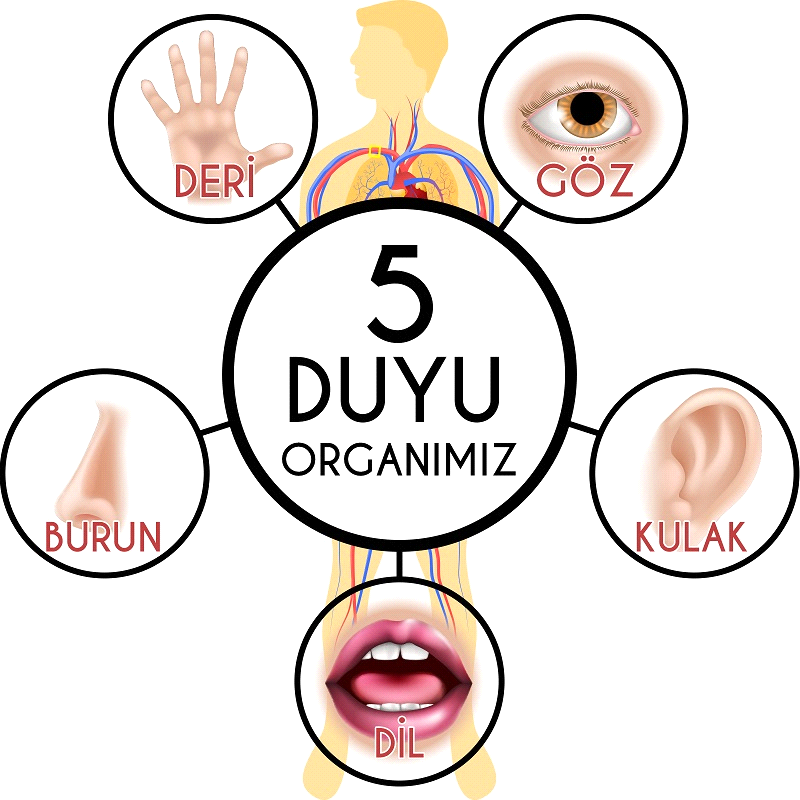 DERİ
GÖZ
5
DUYU
ORGANIMIZ
BURUN
KULAK
DİL